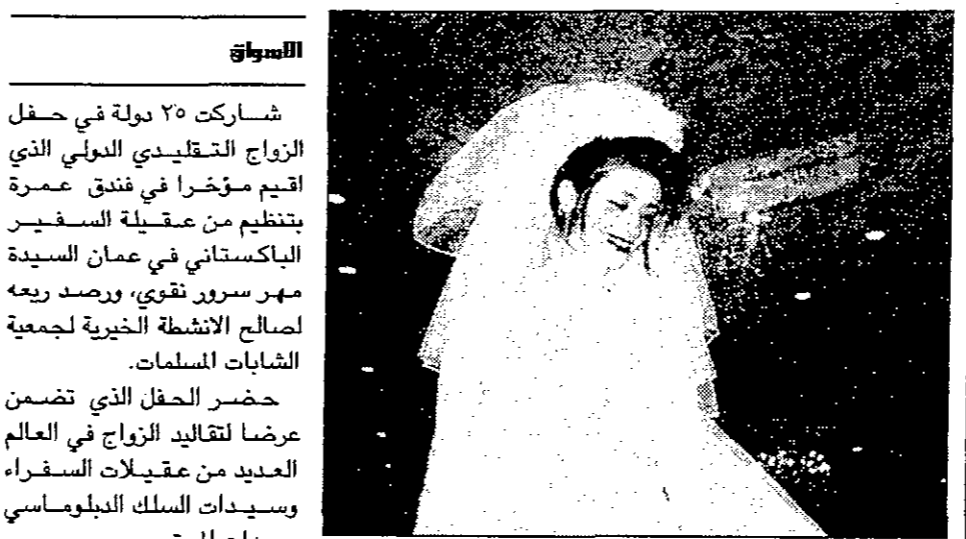 الاسواق
شاركت ٢٥ دولة في حفل
الزواج التقليدي الدولي الذي
اقيم مؤخرا في فندق عمرة
بتنظيم من عقيلة السفير
الباكستاني في عمان السيدة
مهر سرور نقوي، ورصد ريعه
لصالح الانشطة الخيرية لجمعية
الشابات المسلمات.
حضر الحفل الذي تضمن
عرضا لتقاليد الزواج في العالم
العديد من عقيلات السفراء
وسيدات السلك الدبلوماسي